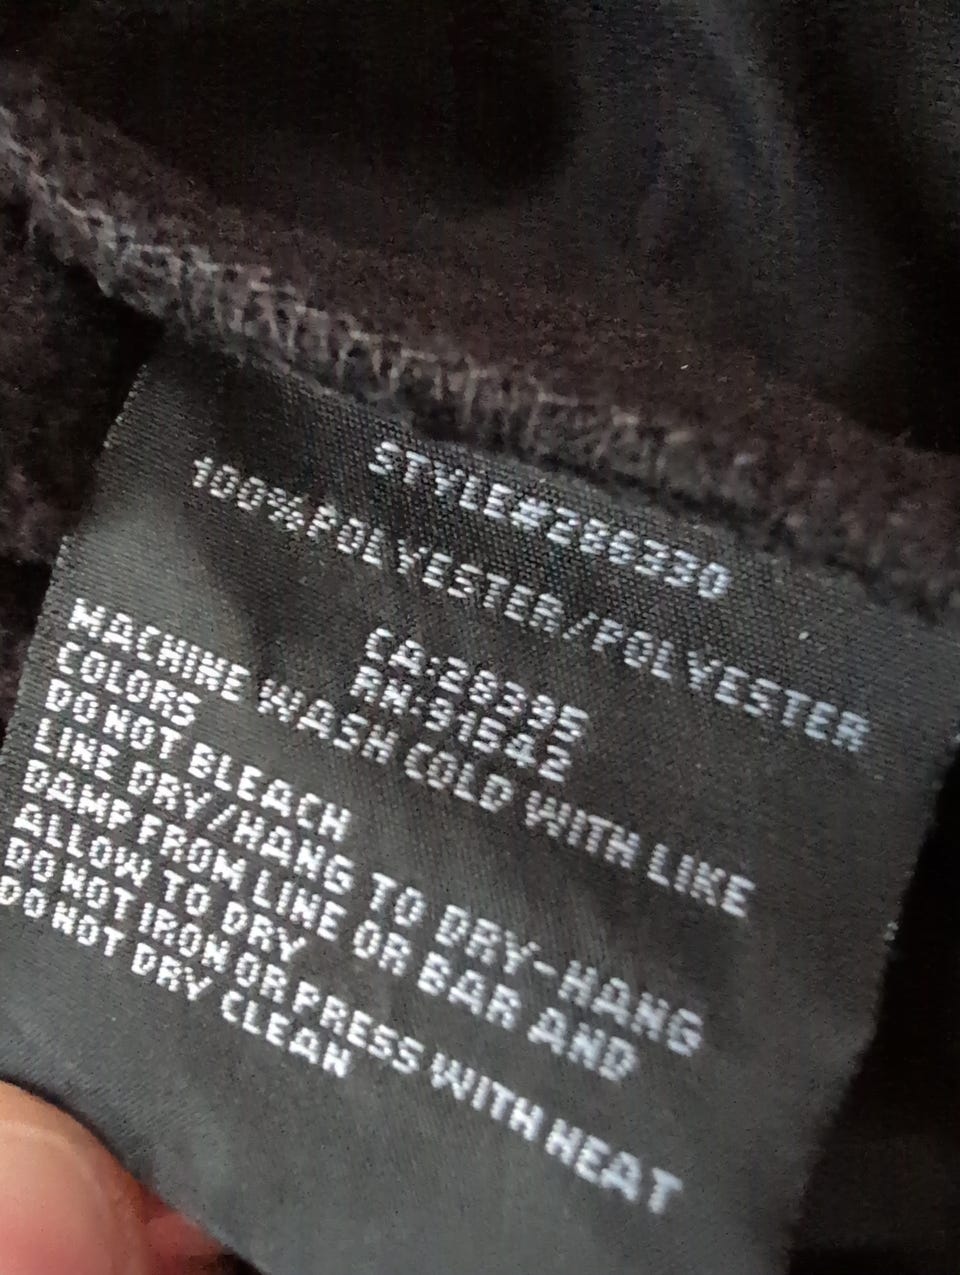 STYLE#286330
100%POLYESTER/POLYESTER
CA:28395
RN:91542
MACHINE WASH COLD WITH LIKE
COLORS
DO NOT BLEACH
LINE DRY/HANG TO DRY-HANG
DAMP FROM LINE OR BAR AND
ALLOW TO DRY
DO NOT IRON OR PRESS WITH HEAT
DO NOT DRY CLEAN